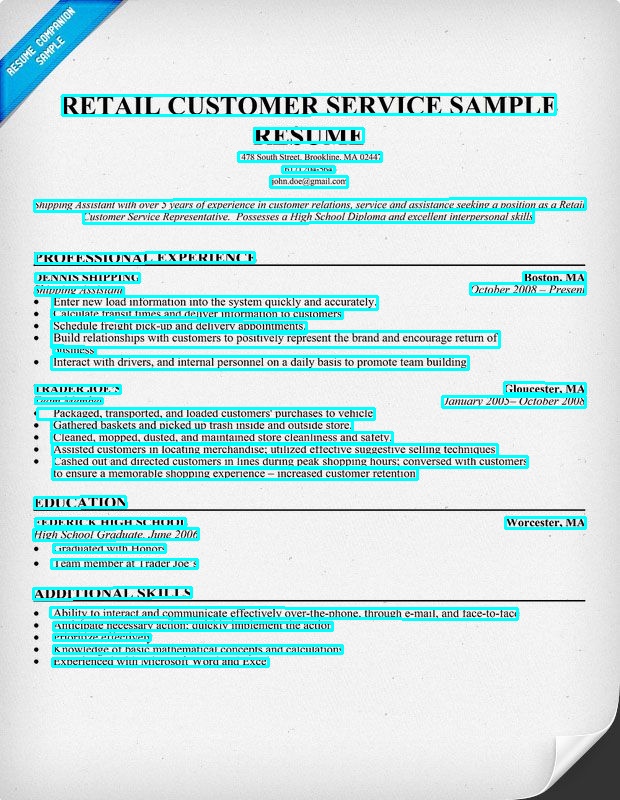 RESUME COMPANION
SAMPLE
RETAIL CUSTOMER SERVICE SAMPLE
RESUME
478 South Street, Brookline, MA 02447
john.doe@gmail.com
Shipping Assistant with over 5 years of experience in customer relations, service and assistance seeking a position as a Retail
Customer Service Representative. Possesses a High School Diploma and excellent interpersonal skills
PROFESSIONAL EXPERIENCE
DENNIS SHIPPING Boston, MA
Shipping Assistant October 2008 – Present
• Enter new load information into the system quickly and accurately.
• Calculate transit times and deliver information to customers
• Schedule freight pick-up and delivery appointments.
• Build relationships with customers to positively represent the brand and encourage return of
business
• Interact with drivers, and internal personnel on a daily basis to promote team building
TRADER JOE'S Gloucester, MA
Team Member January 2005– October 2008
• Packaged, transported, and loaded customers' purchases to vehicle
• Gathered baskets and picked up trash inside and outside store.
• Cleaned, mopped, dusted, and maintained store cleanliness and safety.
• Assisted customers in locating merchandise; utilized effective suggestive selling techniques
• Cashed out and directed customers in lines during peak shopping hours; conversed with customers
to ensure a memorable shopping experience – increased customer retention
EDUCATION
FEDERICK HIGH SCHOOL Worcester, MA
High School Graduate, June 2006
• Graduated with Honors
• Team member at Trader Joe's
ADDITIONAL SKILLS
• Ability to interact and communicate effectively over-the-phone, through e-mail, and face-to-face
• Anticipate necessary action; quickly implement the action
• Prioritize effectively
• Knowledge of basic mathematical concepts and calculations
• Experienced with Microsoft Word and Excel